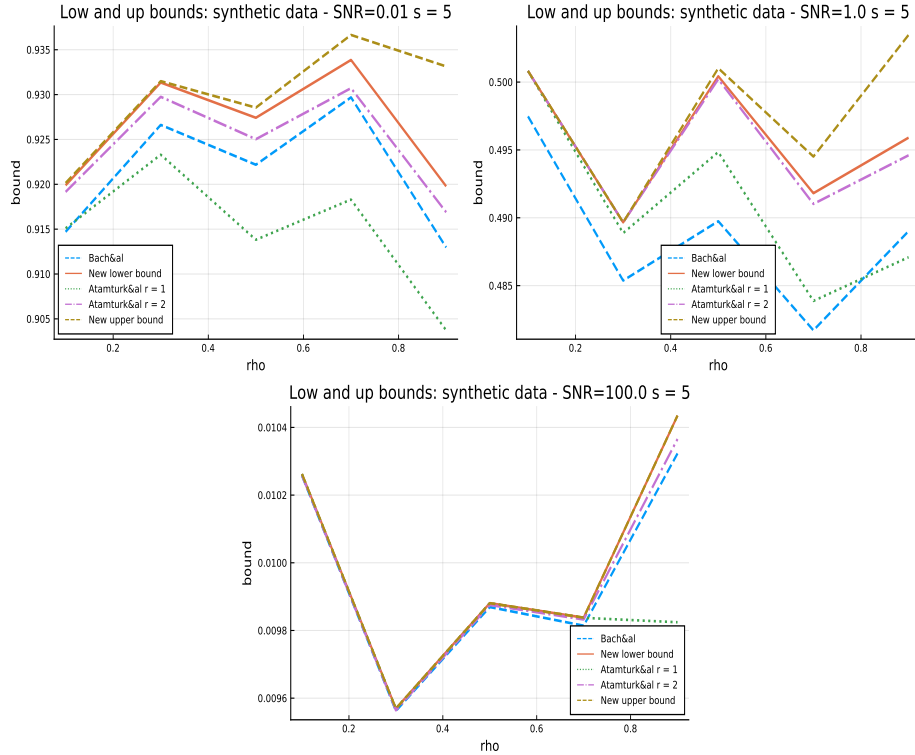 Low and up bounds: synthetic data - SNR=0.01 s = 5
0.935
0.930
0.925
0.920
0.915
0.910
0.905
bound
Bach&al
New lower bound
Atamturk&al r = 1
Atamturk&al r = 2
New upper bound
0.2 0.4 0.6 0.8
rho
Low and up bounds: synthetic data - SNR=1.0 s = 5
0.500
0.495
0.490
0.485
bound
Bach&al
New lower bound
Atamturk&al r = 1
Atamturk&al r = 2
New upper bound
0.2 0.4 0.6 0.8
rho
Low and up bounds: synthetic data - SNR=100.0 s = 5
0.0104
0.0102
0.0100
0.0098
0.0096
bound
Bach&al
New lower bound
Atamturk&al r = 1
Atamturk&al r = 2
New upper bound
0.2 0.4 0.6 0.8
rho